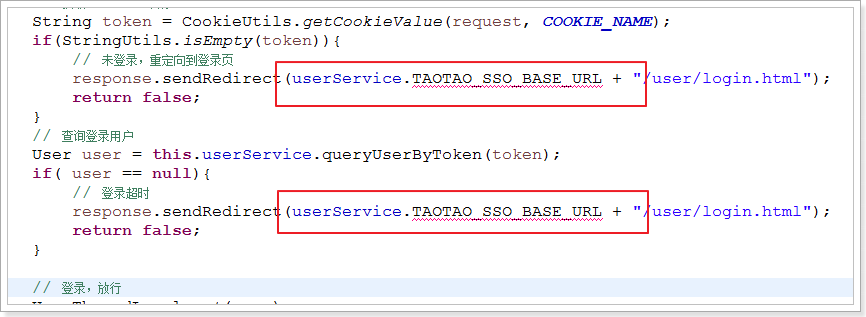 String token = CookieUtils.getCookieValue(request, COOKIE_NAME);
if(StringUtils.isEmpty(token)){
// 未登录，重定向到登录页
response.sendRedirect(userService.TAOTAO_SSO_BASE_URL + "/user/login.html");
return false;
}
// 查询登录用户
User user = this.userService.queryUserByToken(token);
if( user == null){
// 登录超时
response.sendRedirect(userService.TAOTAO_SSO_BASE_URL + "/user/login.html");
return false;
}
// 登录，放行